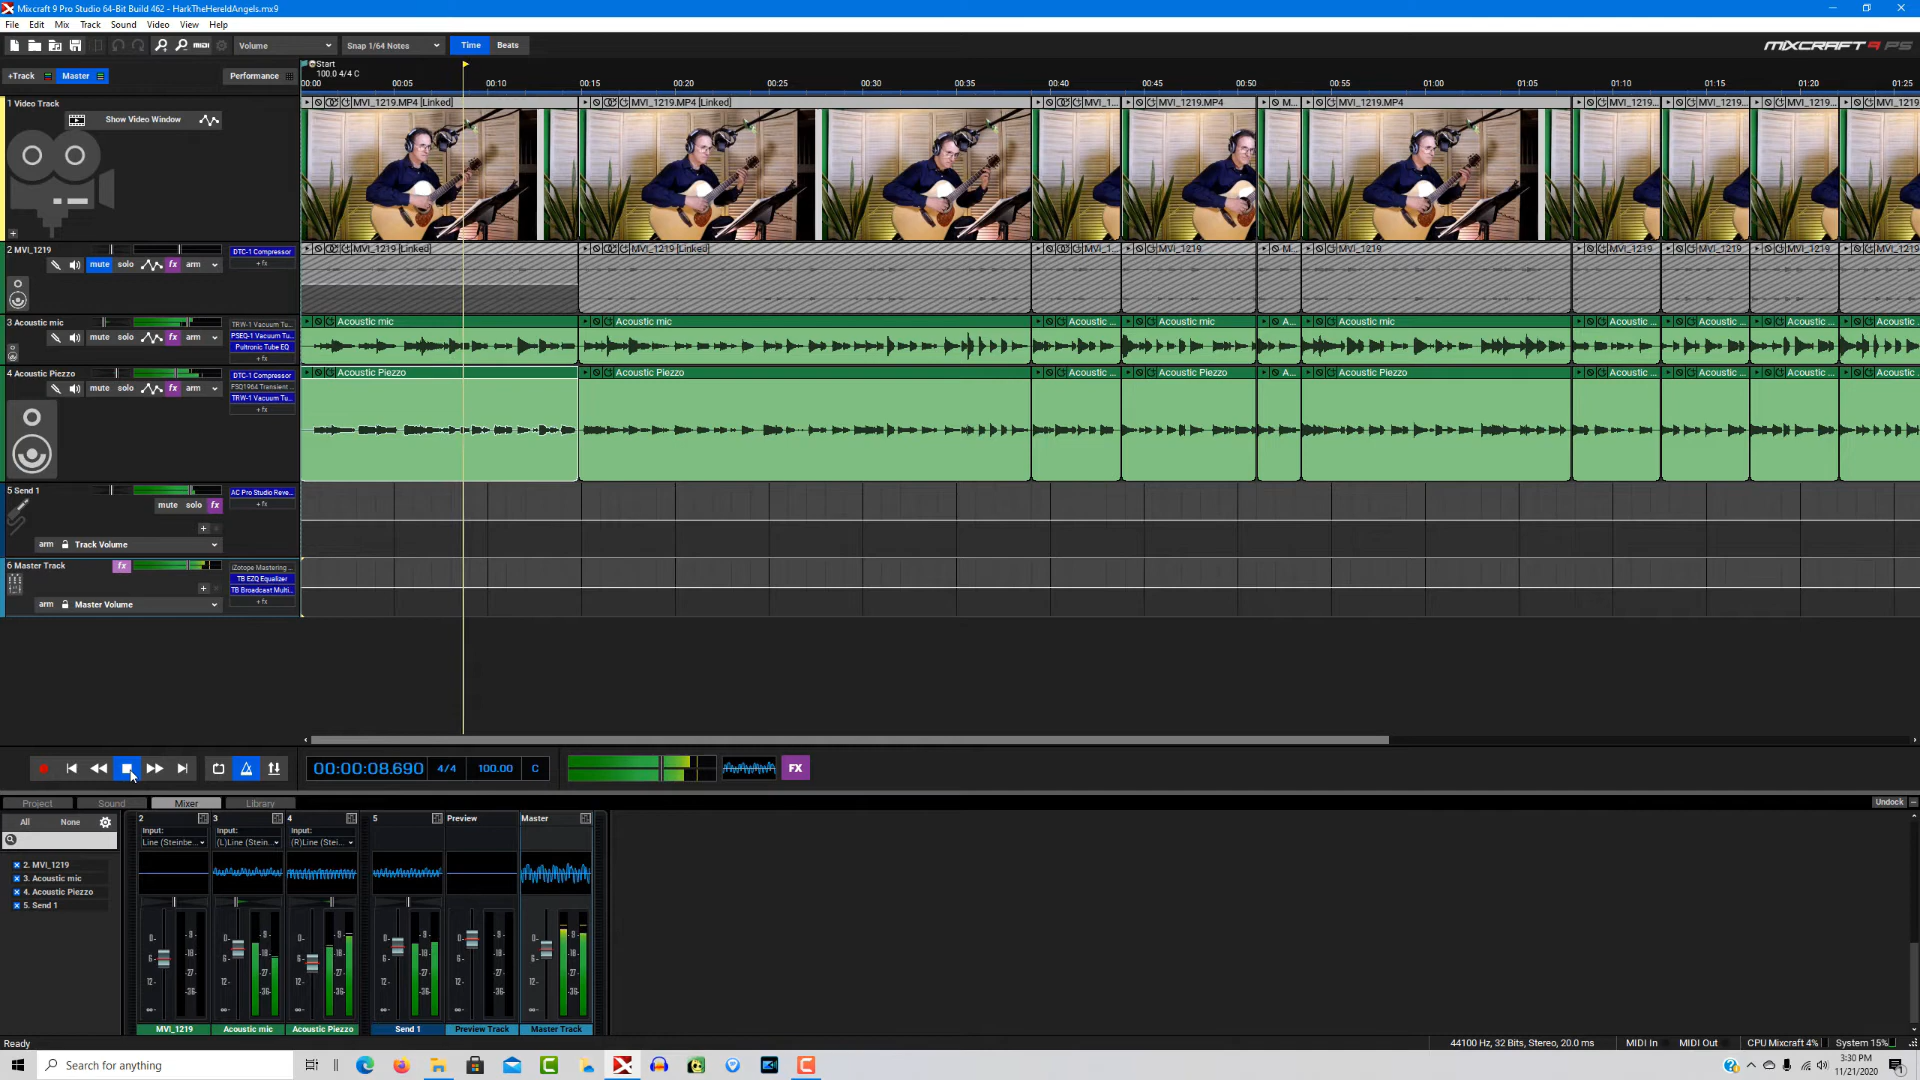 Mixcraft 9 Pro Studio 64-Bit Build 462 - HarkTheHereldAngels.mx9
File Edit Mix Track Sound Video View Help
Volume Snap 1/64 Notes Time Beats MIXCRAFT 9 PS
+Track Master Performance
Start
100.0 4/4 C
00:00 00:05 00:10 00:15 00:20 00:25 00:30 00:35 00:40 00:45 00:50 00:55 01:00 01:05 01:10 01:15 01:20 01:25
1 Video Track MVI_1219.MP4 [Linked] MVI_1219.MP4 [Linked] MVI_1... MVI_1219.MP4 M... MVI_1219.MP4 MVI_1219... MVI_1219... MVI_1219... MVI_1219...
Show Video Window
2 MVI_1219 DTC-1 Compressor MVI_1219 [Linked] MVI_1219 [Linked] MVI_1... MVI_1219 M... MVI_1219 MVI_1219 MVI_1219 MVI_1219 MVI_1219
mute solo fx arm +fx
3 Acoustic mic TRW-1 Vacuum Tu... Acoustic mic Acoustic mic Acoustic ... Acoustic mic A... Acoustic mic Acoustic ... Acoustic ... Acoustic ... Acoustic ...
mute solo fx arm PSEQ-1 Vacuum Tu...
Pultronic Tube EQ
+fx
4 Acoustic Piezzo DTC-1 Compressor Acoustic Piezzo Acoustic Piezzo Acoustic ... Acoustic Piezzo A... Acoustic Piezzo Acoustic ... Acoustic ... Acoustic ... Acoustic ...
mute solo fx arm FSQ1964 Transient ...
TRW-1 Vacuum Tu...
+fx
5 Send 1 AC Pro Studio Reve...
mute solo fx +fx
arm Track Volume
6 Master Track fx iZotope Mastering ...
TB EZQ Equalizer
TB Broadcast Multi...
arm Master Volume +fx
00:00:08.690 4/4 100.00 C FX
Project Sound Mixer Library Undock
All None 2 3 4 5 Preview Master
Input: Input: Input:
Line (Steinbe... (L)Line (Stei... (R)Line (Stei...
2. MVI_1219
3. Acoustic mic
4. Acoustic Piezzo
5. Send 1
0 6 12 -9 -18 -27 -36
MVI_1219 Acoustic mic Acoustic Piezzo Send 1 Preview Track Master Track
Ready 44100 Hz, 32 Bits, Stereo, 20.0 ms MIDI In MIDI Out CPU Mixcraft 4% System 15%
Search for anything
3:30 PM
11/21/2020